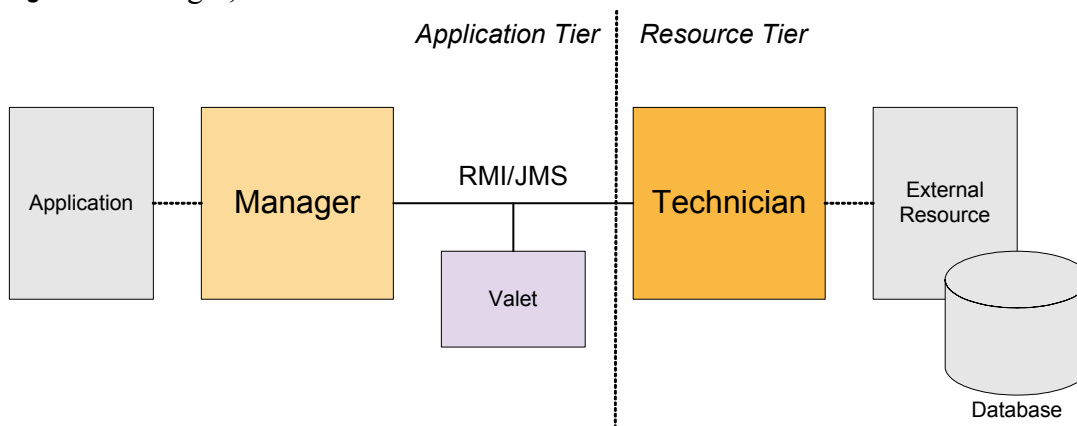 Application Tier
Resource Tier
RMI/JMS
Application
Manager
Technician
External
Resource
Valet
Database